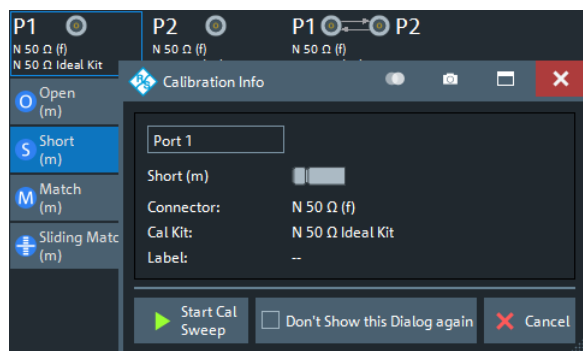 P1
N 50 Ω (f)
N 50 Ω Ideal Kit
P2
N 50 Ω (f)
P1 P2
N 50 Ω (f)
O Open
(m)
S Short
(m)
M Match
(m)
Sliding Matc
(m)
R&S Calibration Info
Port 1
Short (m)
Connector: N 50 Ω (f)
Cal Kit: N 50 Ω Ideal Kit
Label: --
Start Cal
Sweep
Don't Show this Dialog again
Cancel